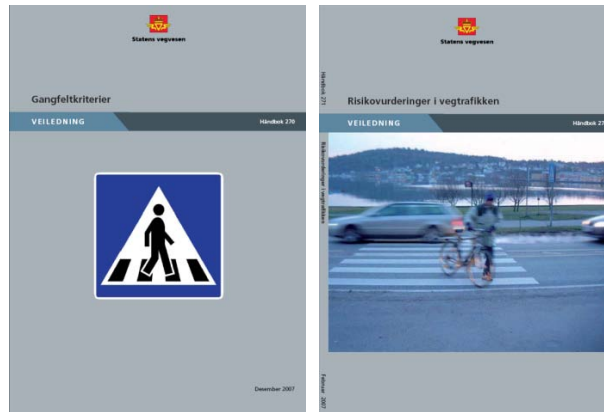 Statens vegvesen
Gangfeltkriterier
VEILEDNING
Håndbok 270
Desember 2007
Statens vegvesen
Håndbok 271
Risikovurderinger i vegtrafikken
VEILEDNING
Håndbok 27
Risikovurderinger i vegtrafikken
Februar 2007